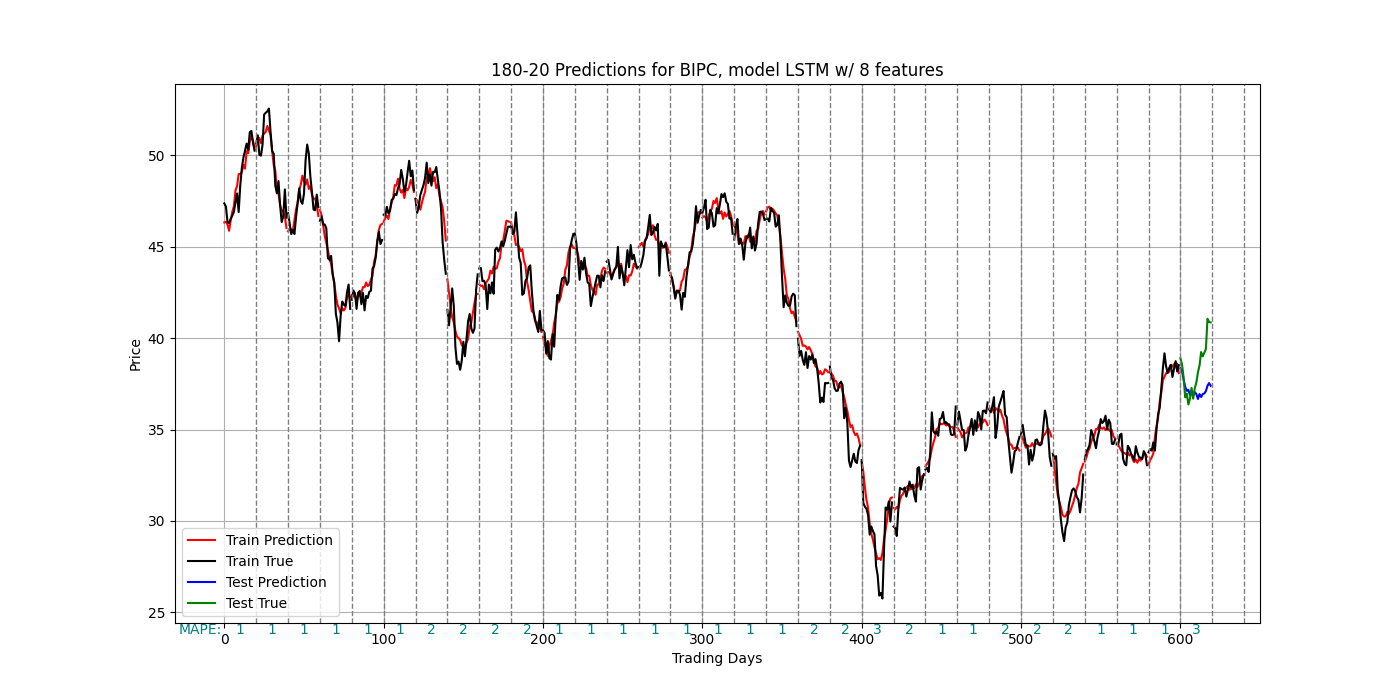 180-20 Predictions for BIPC, model LSTM w/ 8 features
Price
50
45
40
35
30
25
Train Prediction
Train True
Test Prediction
Test True
MAPE: 1 1 1 1 1 1 2 2 2 2 1 1 1 1 1 1 1 1 2 2 3 2 1 1 2 2 2 1 1 1 3
0 100 200 300 400 500 600
Trading Days